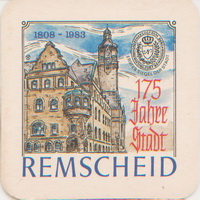 1808 - 1983
175
Jahre
Stadt
REMSCHEID